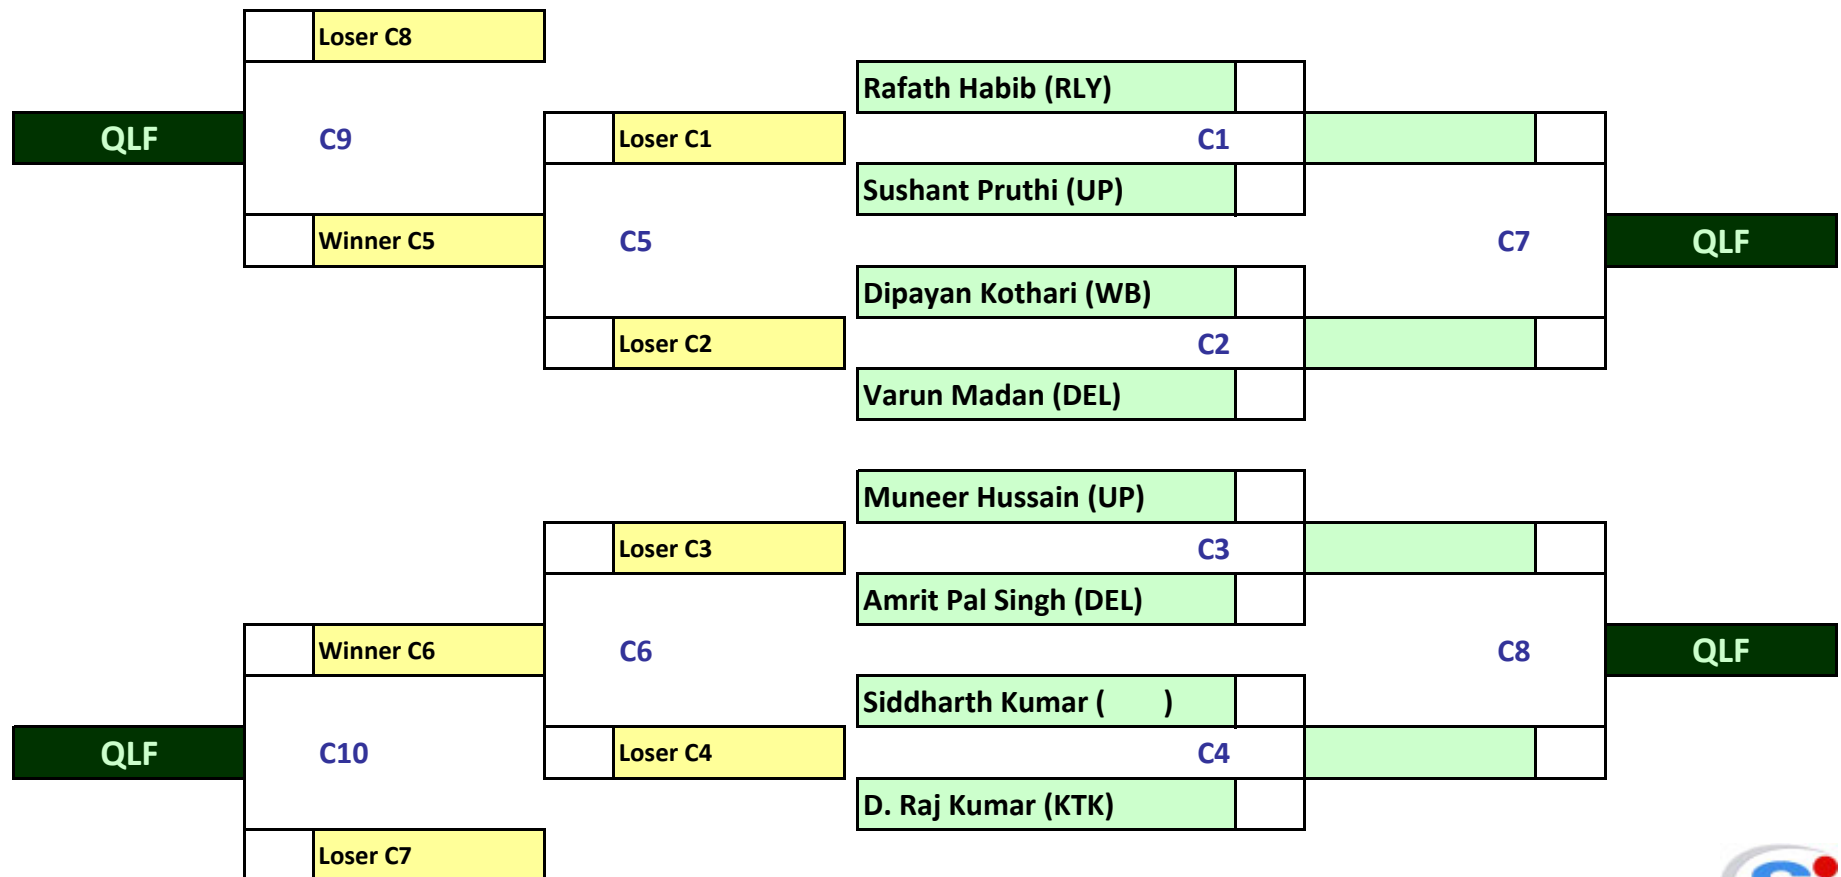 Loser C8
Rafath Habib (RLY)
QLF C9 Loser C1 C1
Sushant Pruthi (UP)
Winner C5 C5 C7 QLF
Dipayan Kothari (WB)
Loser C2 C2
Varun Madan (DEL)
Muneer Hussain (UP)
Loser C3 C3
Amrit Pal Singh (DEL)
Winner C6 C6 C8 QLF
Siddharth Kumar ( )
QLF C10 Loser C4 C4
D. Raj Kumar (KTK)
Loser C7